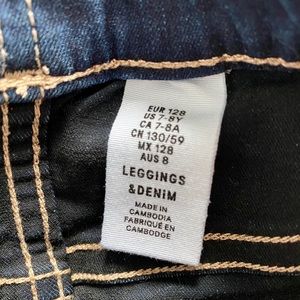 EUR 128
US 7-8Y
CA 7-8A
CN 130/59
MX 128
AUS 8
LEGGINGS
&DENiM
MADE IN
CAMBODIA
FABRIQUÉ EN
CAMBODGE